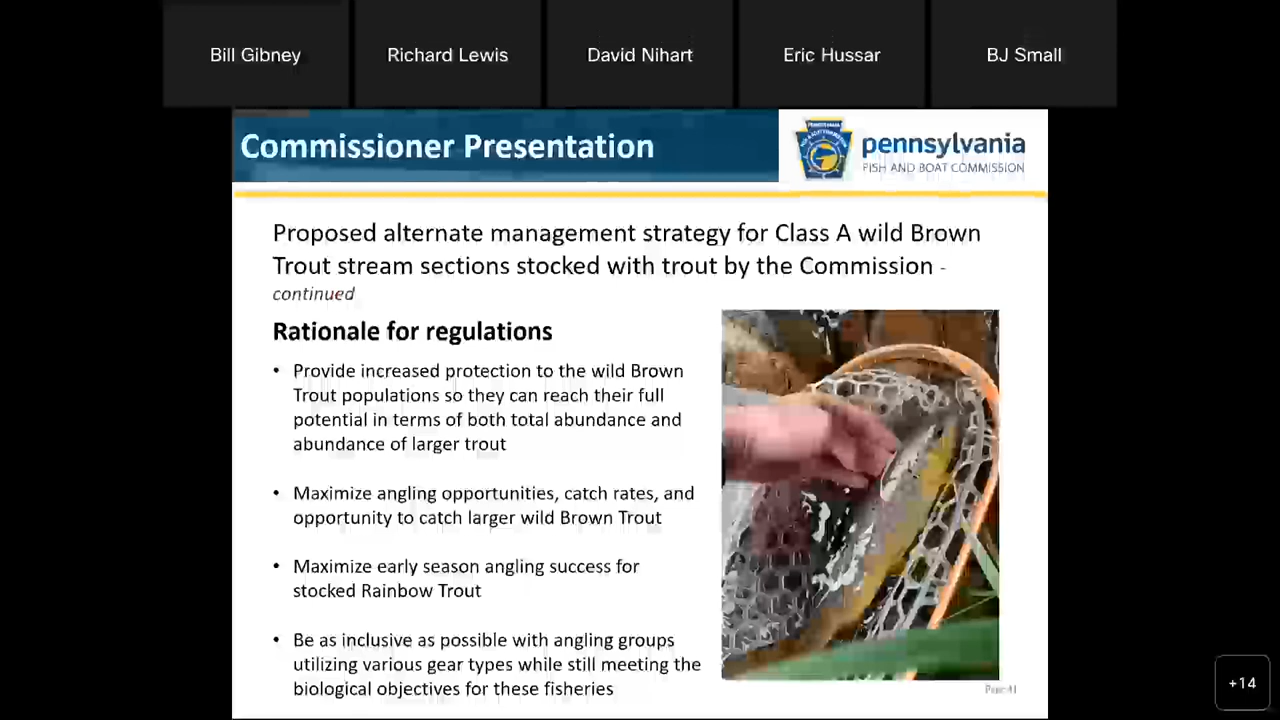 Bill Gibney
Richard Lewis
David Nihart
Eric Hussar
BJ Small
Commissioner Presentation
pennsylvania
FISH AND BOAT COMMISSION
Proposed alternate management strategy for Class A wild Brown
Trout stream sections stocked with trout by the Commission -
continued
Rationale for regulations
• Provide increased protection to the wild Brown
Trout populations so they can reach their full
potential in terms of both total abundance and
abundance of larger trout
• Maximize angling opportunities, catch rates, and
opportunity to catch larger wild Brown Trout
• Maximize early season angling success for
stocked Rainbow Trout
• Be as inclusive as possible with angling groups
utilizing various gear types while still meeting the
biological objectives for these fisheries
Page 41
+14